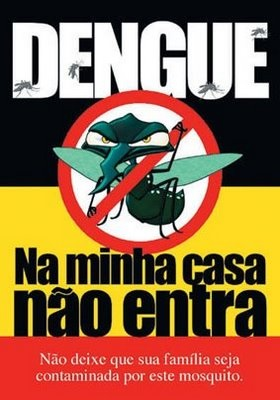 DENGUE
Na minha casa
não entra
Não deixe que sua família seja
contaminada por este mosquito.